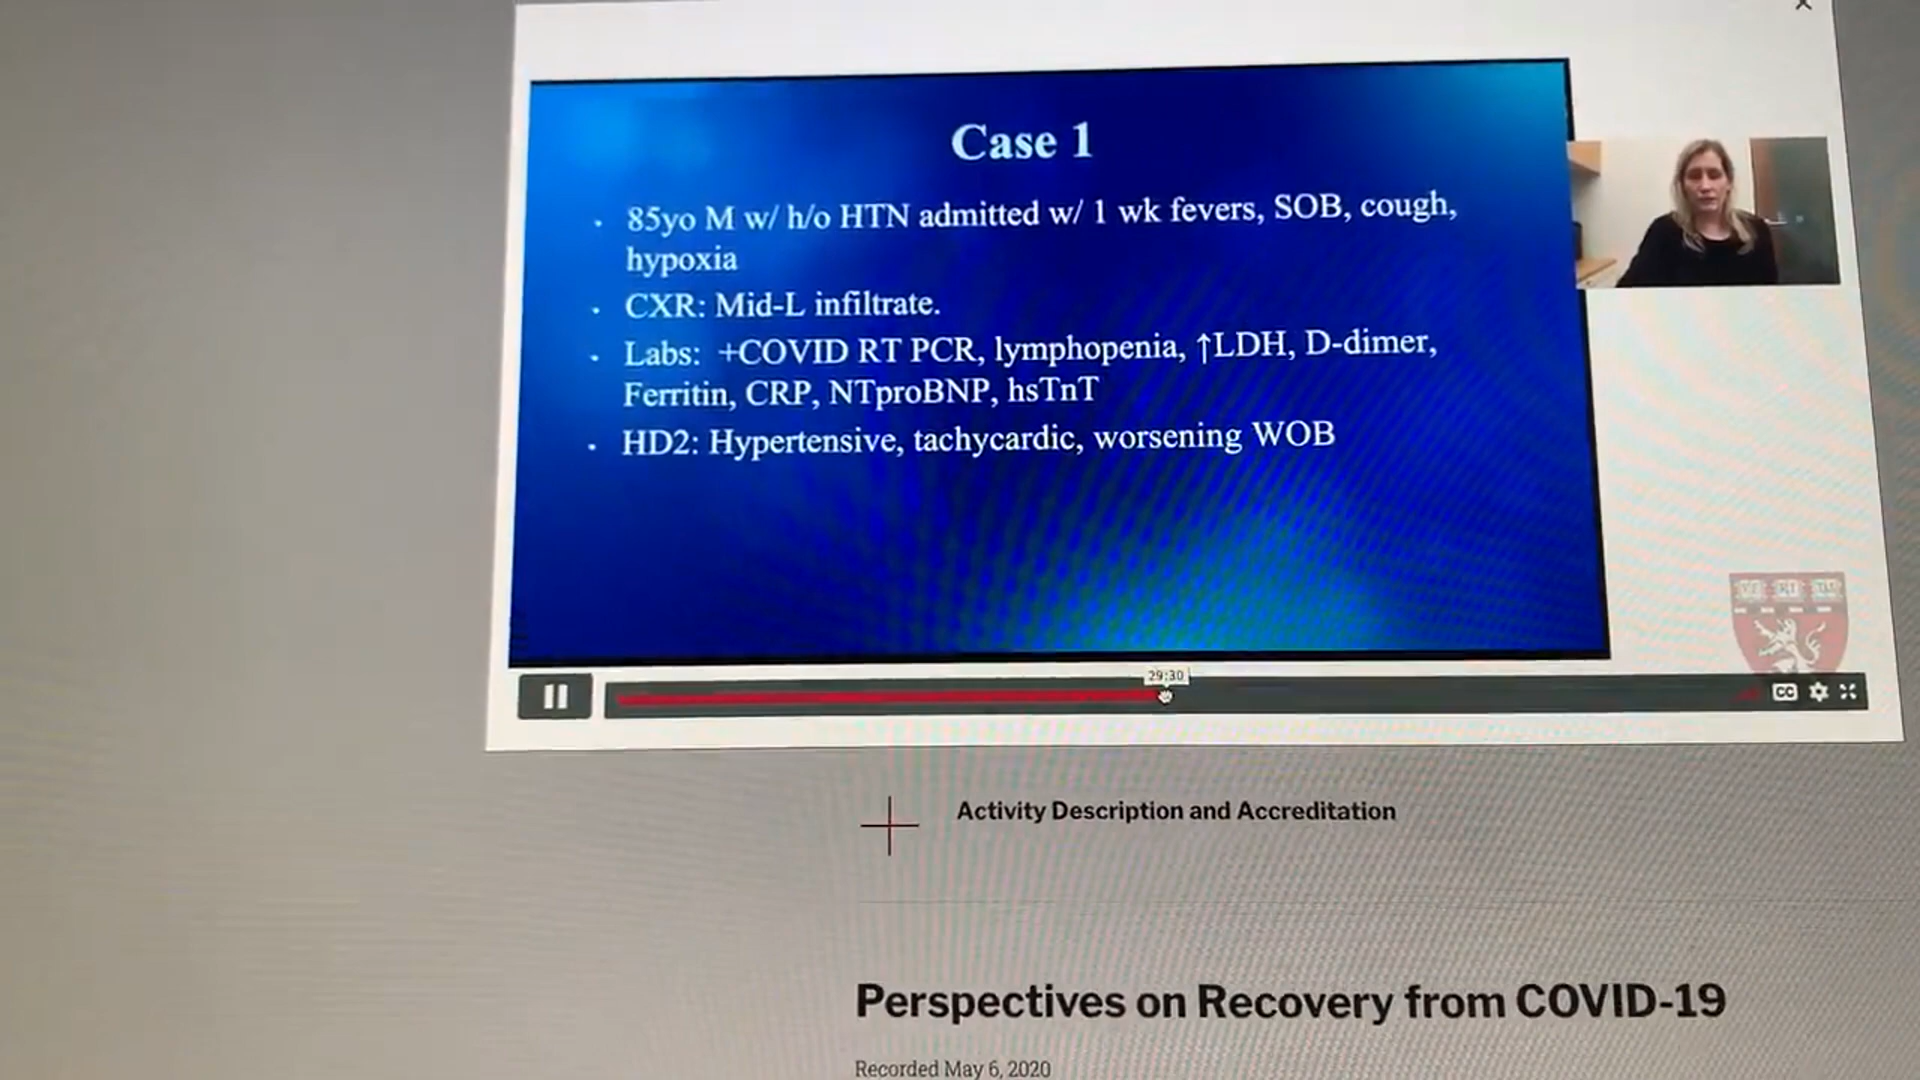 Case 1
· 85yo M w/ h/o HTN admitted w/ 1 wk fevers, SOB, cough,
hypoxia
· CXR: Mid-L infiltrate.
· Labs: +COVID RT PCR, lymphopenia, ↑LDH, D-dimer,
Ferritin, CRP, NTproBNP, hsTnT
· HD2: Hypertensive, tachycardic, worsening WOB
29:30
CC
Activity Description and Accreditation
Perspectives on Recovery from COVID-19
Recorded May 6, 2020